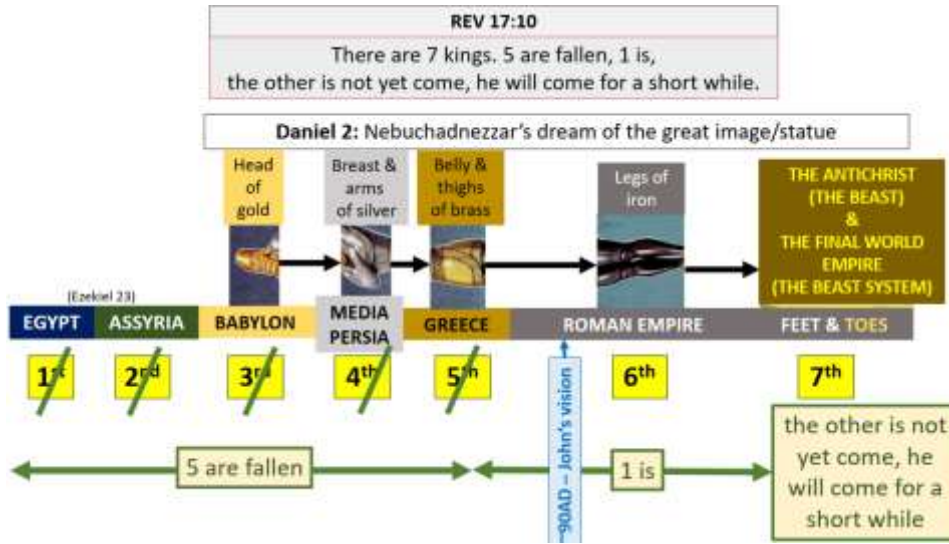 REV 17:10
There are 7 kings. 5 are fallen, 1 is,
the other is not yet come, he will come for a short while.
Daniel 2: Nebuchadnezzar's dream of the great image/statue
Head
of
gold
Breast &
arms
of silver
Belly &
thighs
of brass
Legs of
iron
THE ANTICHRIST
(THE BEAST)
&
THE FINAL WORLD
EMPIRE
(THE BEAST SYSTEM)
(Ezekiel 23)
EGYPT
ASSYRIA
BABYLON
MEDIA
PERSIA
GREECE
ROMAN EMPIRE
FEET & TOES
1st
2nd
3rd
4th
5th
6th
7th
5 are fallen
~90AD – John's vision
1 is
the other is not
yet come, he
will come for a
short while